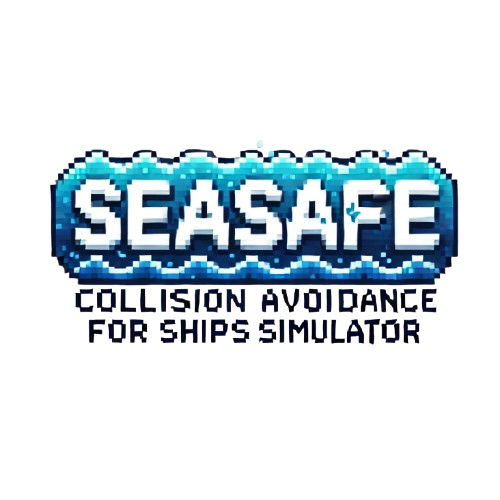 SEASAFE
COLLISION AVOIDANCE
FOR SHIPS SIMULATOR